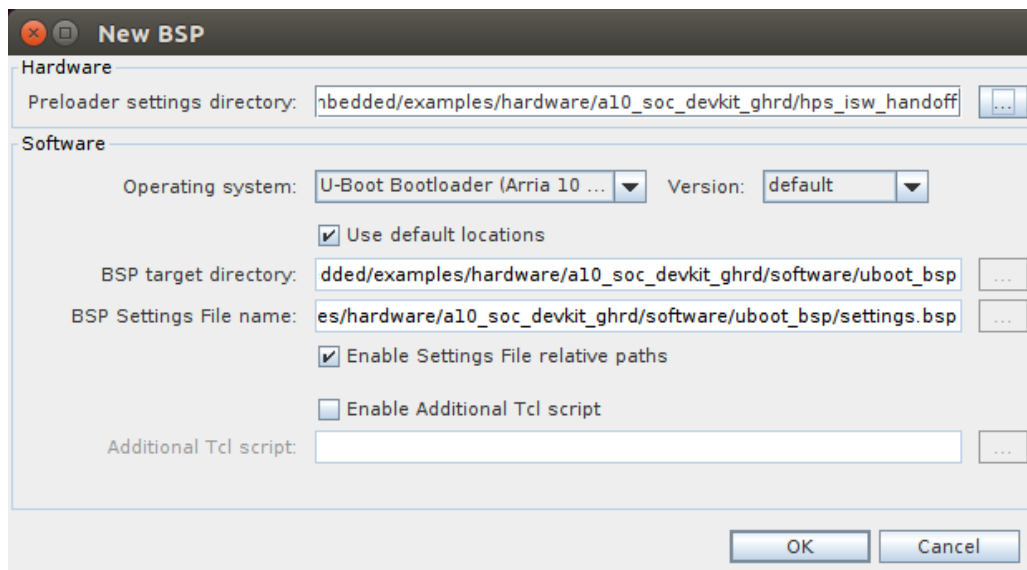 New BSP
Hardware
Preloader settings directory: nbedded/examples/hardware/a10_soc_devkit_ghrd/hps_isw_handoff ...
Software
Operating system: U-Boot Bootloader (Arria 10 ... Version: default
Use default locations
BSP target directory: dded/examples/hardware/a10_soc_devkit_ghrd/software/uboot_bsp ...
BSP Settings File name: es/hardware/a10_soc_devkit_ghrd/software/uboot_bsp/settings.bsp ...
Enable Settings File relative paths
Enable Additional Tcl script
Additional Tcl script: ...
OK Cancel